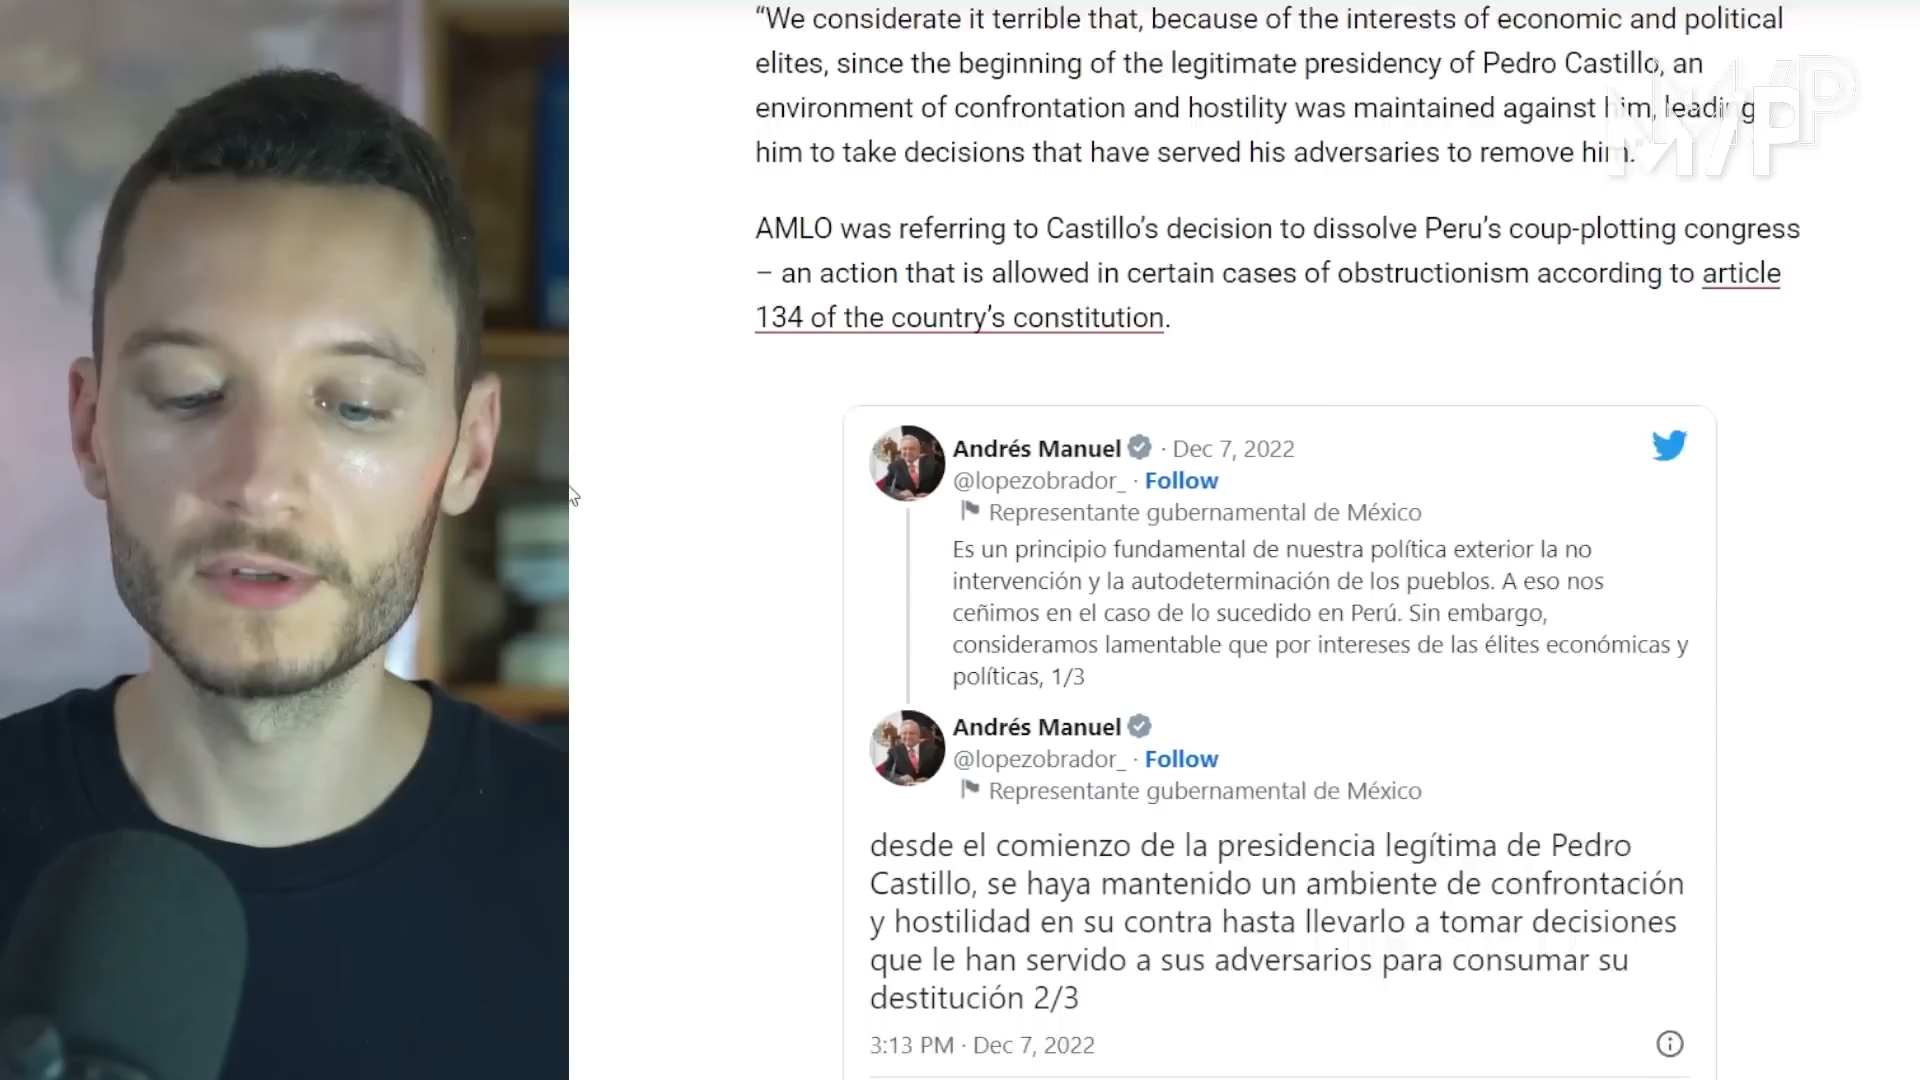 “We considerate it terrible that, because of the interests of economic and political
elites, since the beginning of the legitimate presidency of Pedro Castillo, an
environment of confrontation and hostility was maintained against him, leading
him to take decisions that have served his adversaries to remove him.”
AMLO was referring to Castillo’s decision to dissolve Peru’s coup-plotting congress
– an action that is allowed in certain cases of obstructionism according to article
134 of the country’s constitution.
Andrés Manuel · Dec 7, 2022
@lopezobrador_ · Follow
Representante gubernamental de México
Es un principio fundamental de nuestra política exterior la no
intervención y la autodeterminación de los pueblos. A eso nos
ceñimos en el caso de lo sucedido en Perú. Sin embargo,
consideramos lamentable que por intereses de las élites económicas y
políticas, 1/3
Andrés Manuel
@lopezobrador_ · Follow
Representante gubernamental de México
desde el comienzo de la presidencia legítima de Pedro
Castillo, se haya mantenido un ambiente de confrontación
y hostilidad en su contra hasta llevarlo a tomar decisiones
que le han servido a sus adversarios para consumar su
destitución 2/3
3:13 PM · Dec 7, 2022